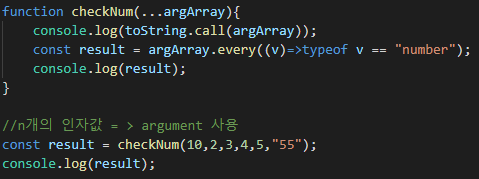 function checkNum(...argArray){
    console.log(toString.call(argArray));
    const result = argArray.every((v)=>typeof v == "number");
    console.log(result);
}

//n개의 인자값 = > argument 사용
const result = checkNum(10,2,3,4,5,"55");
console.log(result);